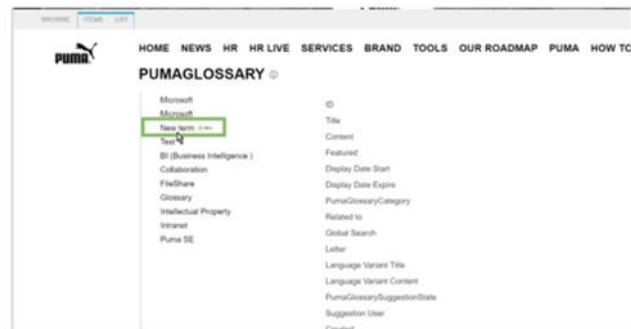 BROWSE ITEMS LIST
PUMA
HOME NEWS HR HR LIVE SERVICES BRAND TOOLS OUR ROADMAP PUMA HOW TO
PUMAGLOSSARY
Microsoft
Microsoft
New term
Test
BI (Business Intelligence )
Collaboration
FileShare
Glossary
Intellectual Property
Intranet
Puma SE
ID
Title
Content
Featured
Display Date Start
Display Date Expire
PumaGlossaryCategory
Related to
Global Search
Letter
Language Variant Title
Language Variant Content
PumaGlossarySuggestionState
Suggestion User
Created